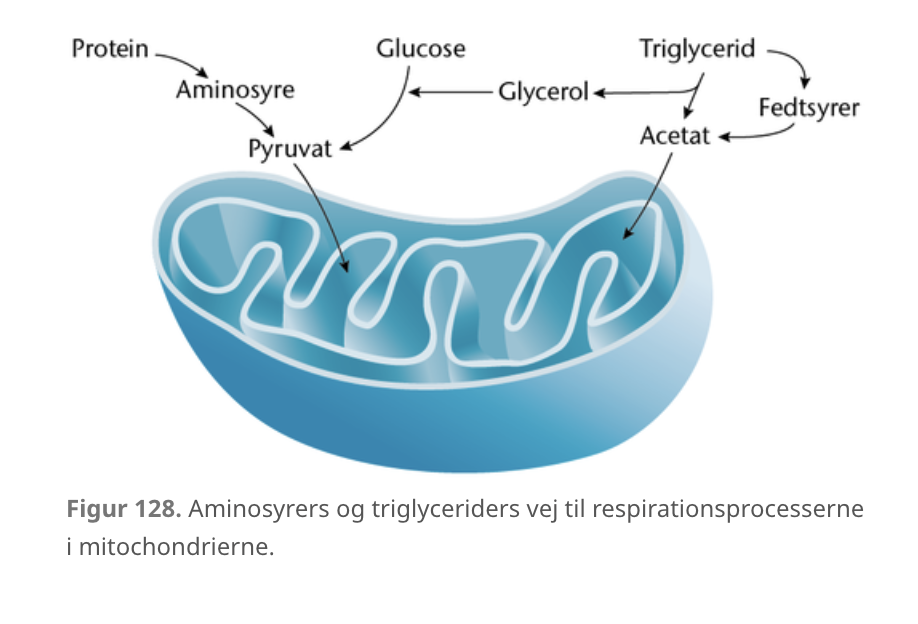 Protein
Glucose
Triglycerid
Aminosyre
Glycerol
Fedtsyrer
Pyruvat
Acetat
Figur 128. Aminosyrers og triglyceriders vej til respirationsprocesserne
i mitochondrierne.